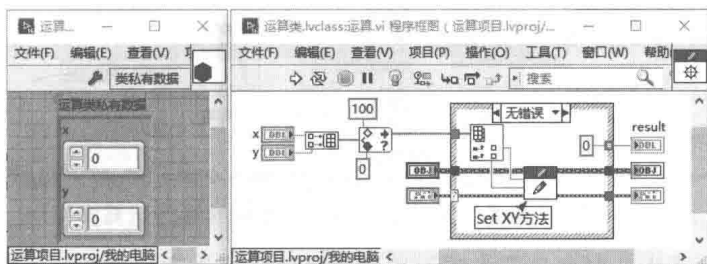 运算...
文件(F) 编辑(E) 查看(V)
类私有数据
运算类私有数据
x
0
y
0
运算项目.lvproj/我的电脑
运算类.lvclass:运算.vi 程序框图 ( 运算项目.lvproj/...
文件(F) 编辑(E) 查看(V) 项目(P) 操作(O) 工具(T) 窗口(W) 帮助
搜索
100
无错误
x DBL
y DBL
?
0
0
result
DBL
OBJ
OBJ
set XY方法
运算项目.lvproj/我的电脑